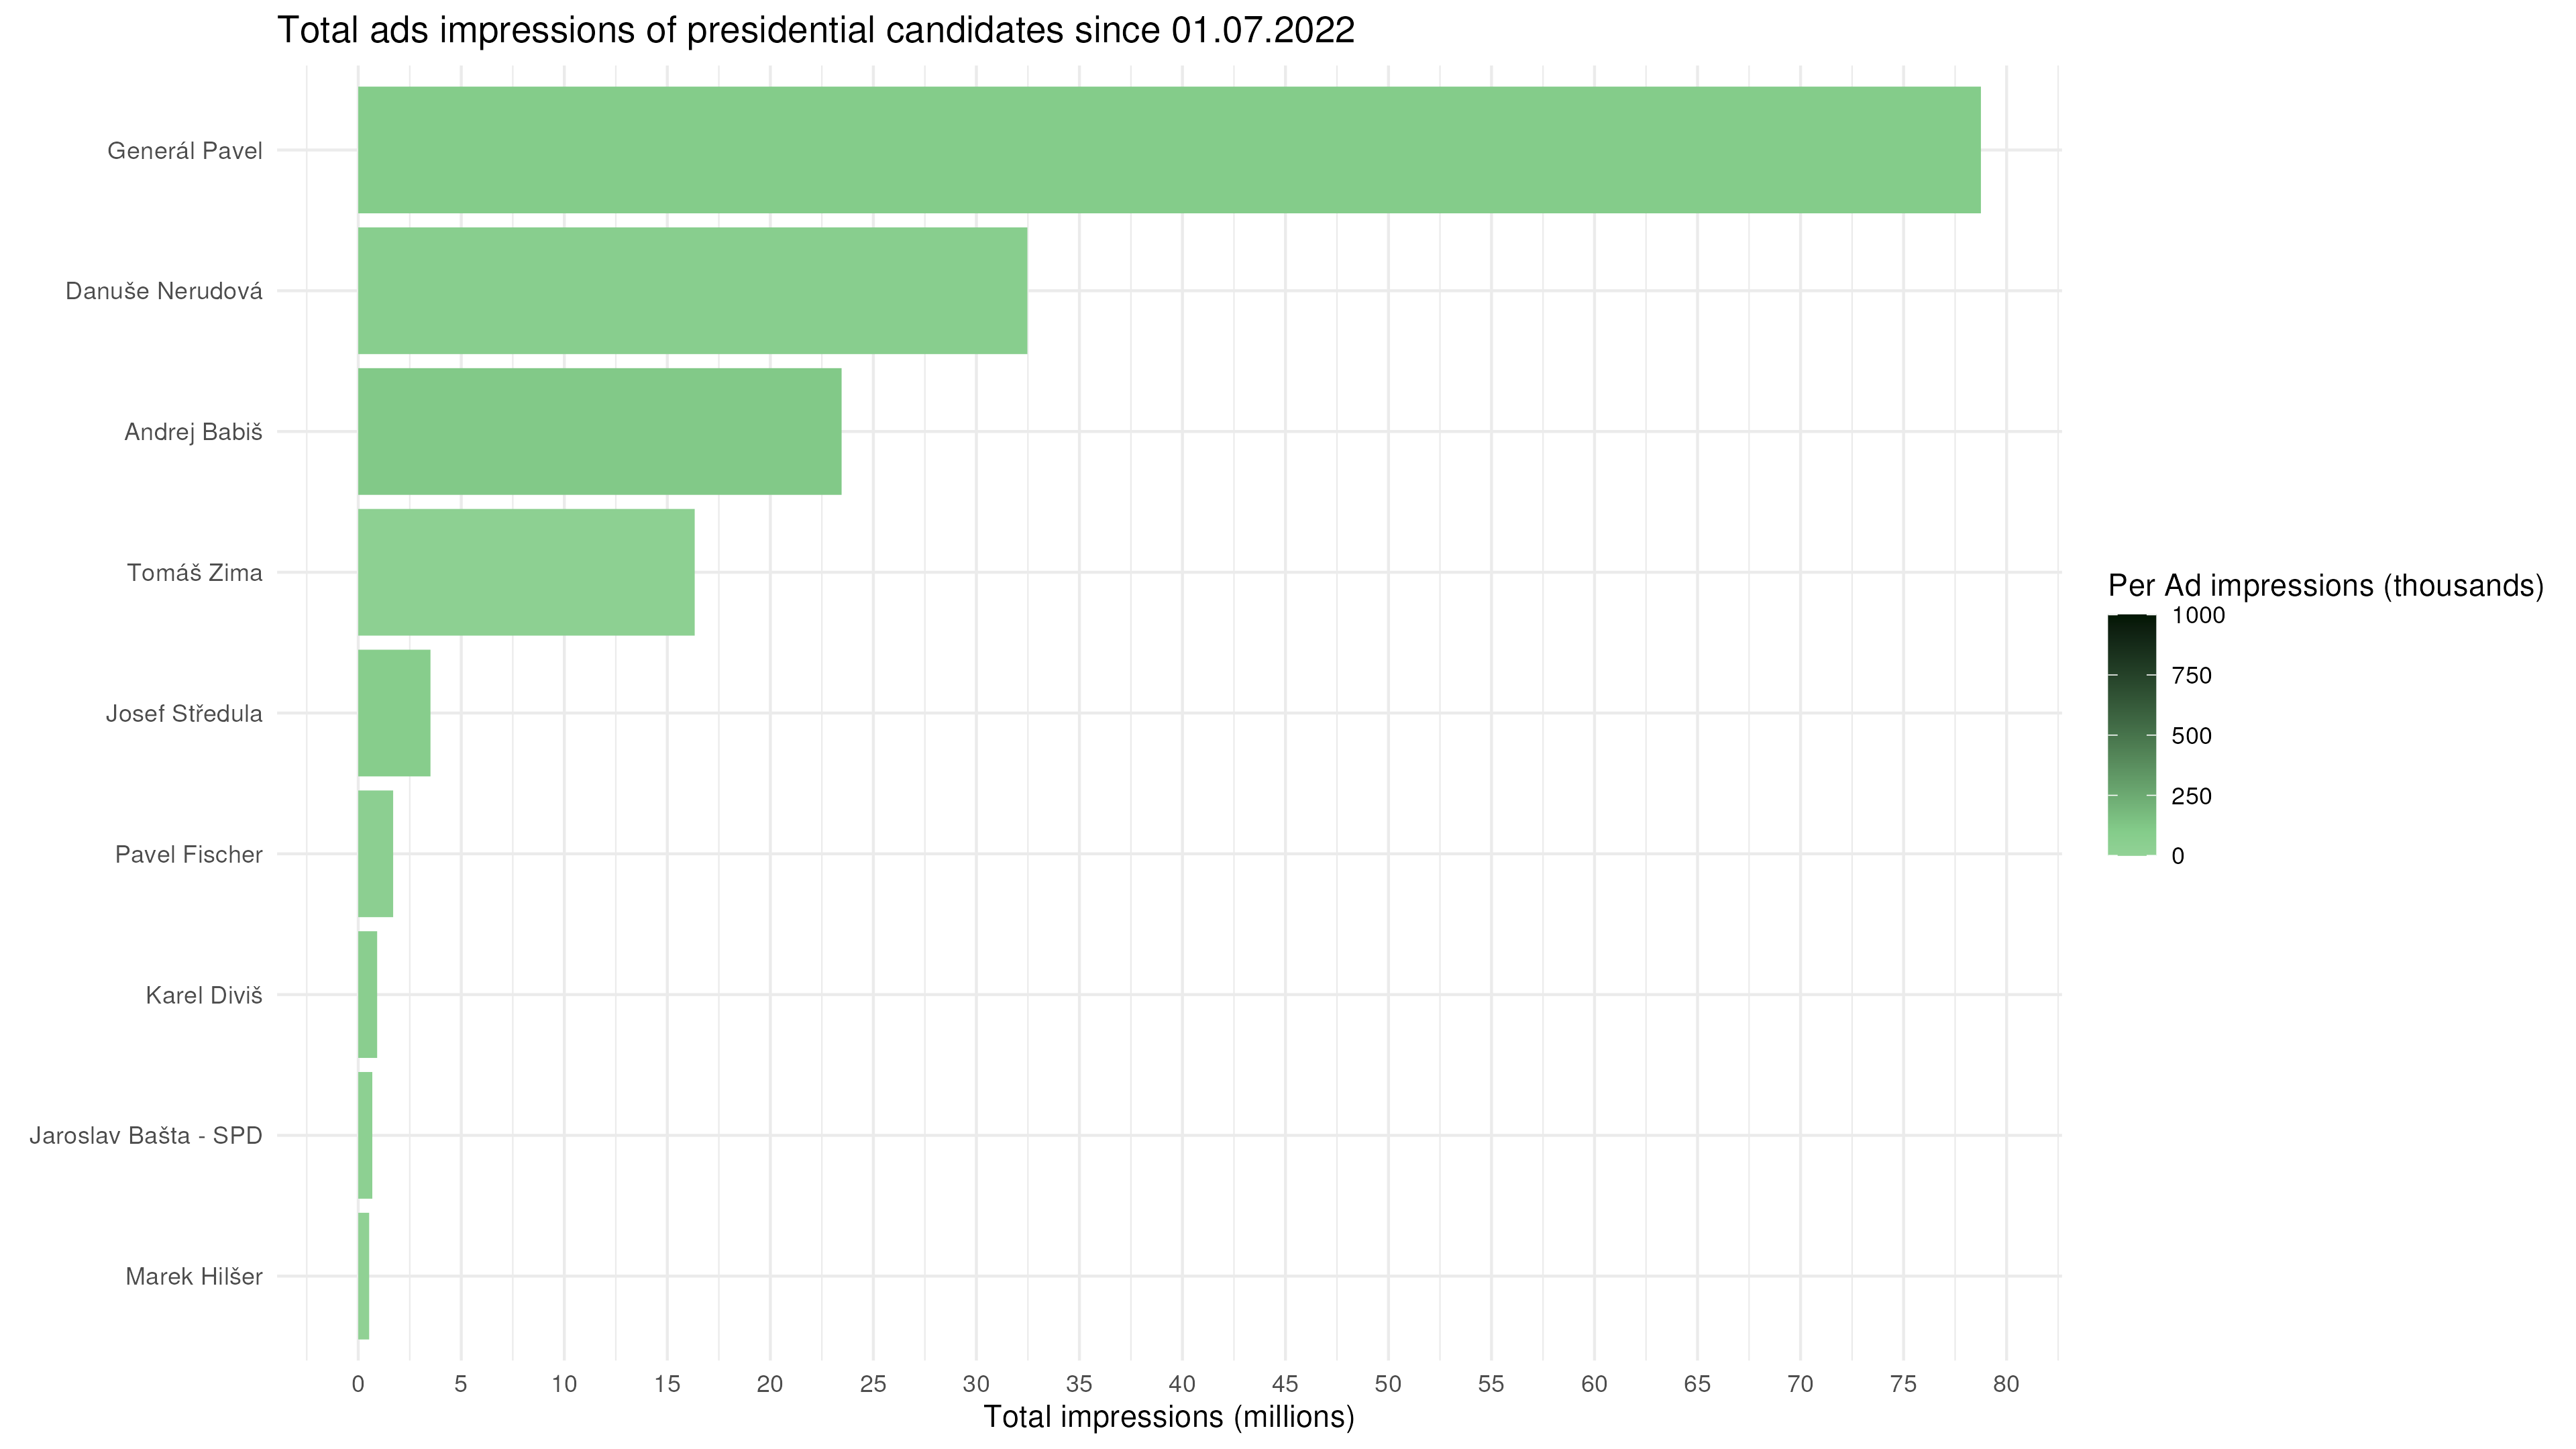 Total ads impressions of presidential candidates since 01.07.2022
Generál Pavel
Danuše Nerudová
Andrej Babiš
Tomáš Zima
Josef Středula
Pavel Fischer
Karel Diviš
Jaroslav Bašta - SPD
Marek Hilšer
0 5 10 15 20 25 30 35 40 45 50 55 60 65 70 75 80
Total impressions (millions)
Per Ad impressions (thousands)
1000
750
500
250
0